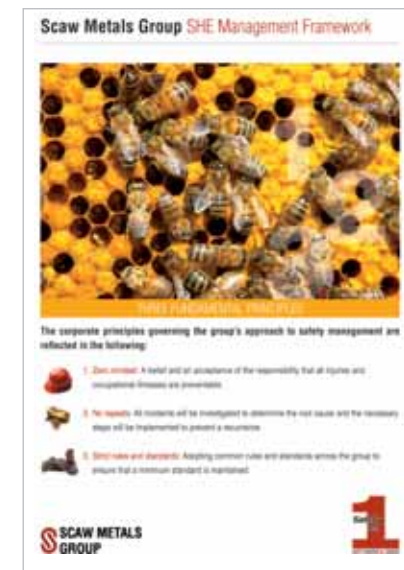 Scaw Metals Group SHE Management Framework
THREE FUNDAMENTAL PRINCIPLES
The corporate principles governing the group's approach to safety management are
reflected in the following:
1. Zero mindset: A belief and an acceptance of the responsibility that all injuries and
occupational illnesses are preventable.
2. No repeats: All incidents will be investigated to determine the root cause and the necessary
steps will be implemented to prevent a recurrence.
3. Strict rules and standards: Adopting common rules and standards across the group to
ensure that a minimum standard is maintained.
SCAW METALS
GROUP
1